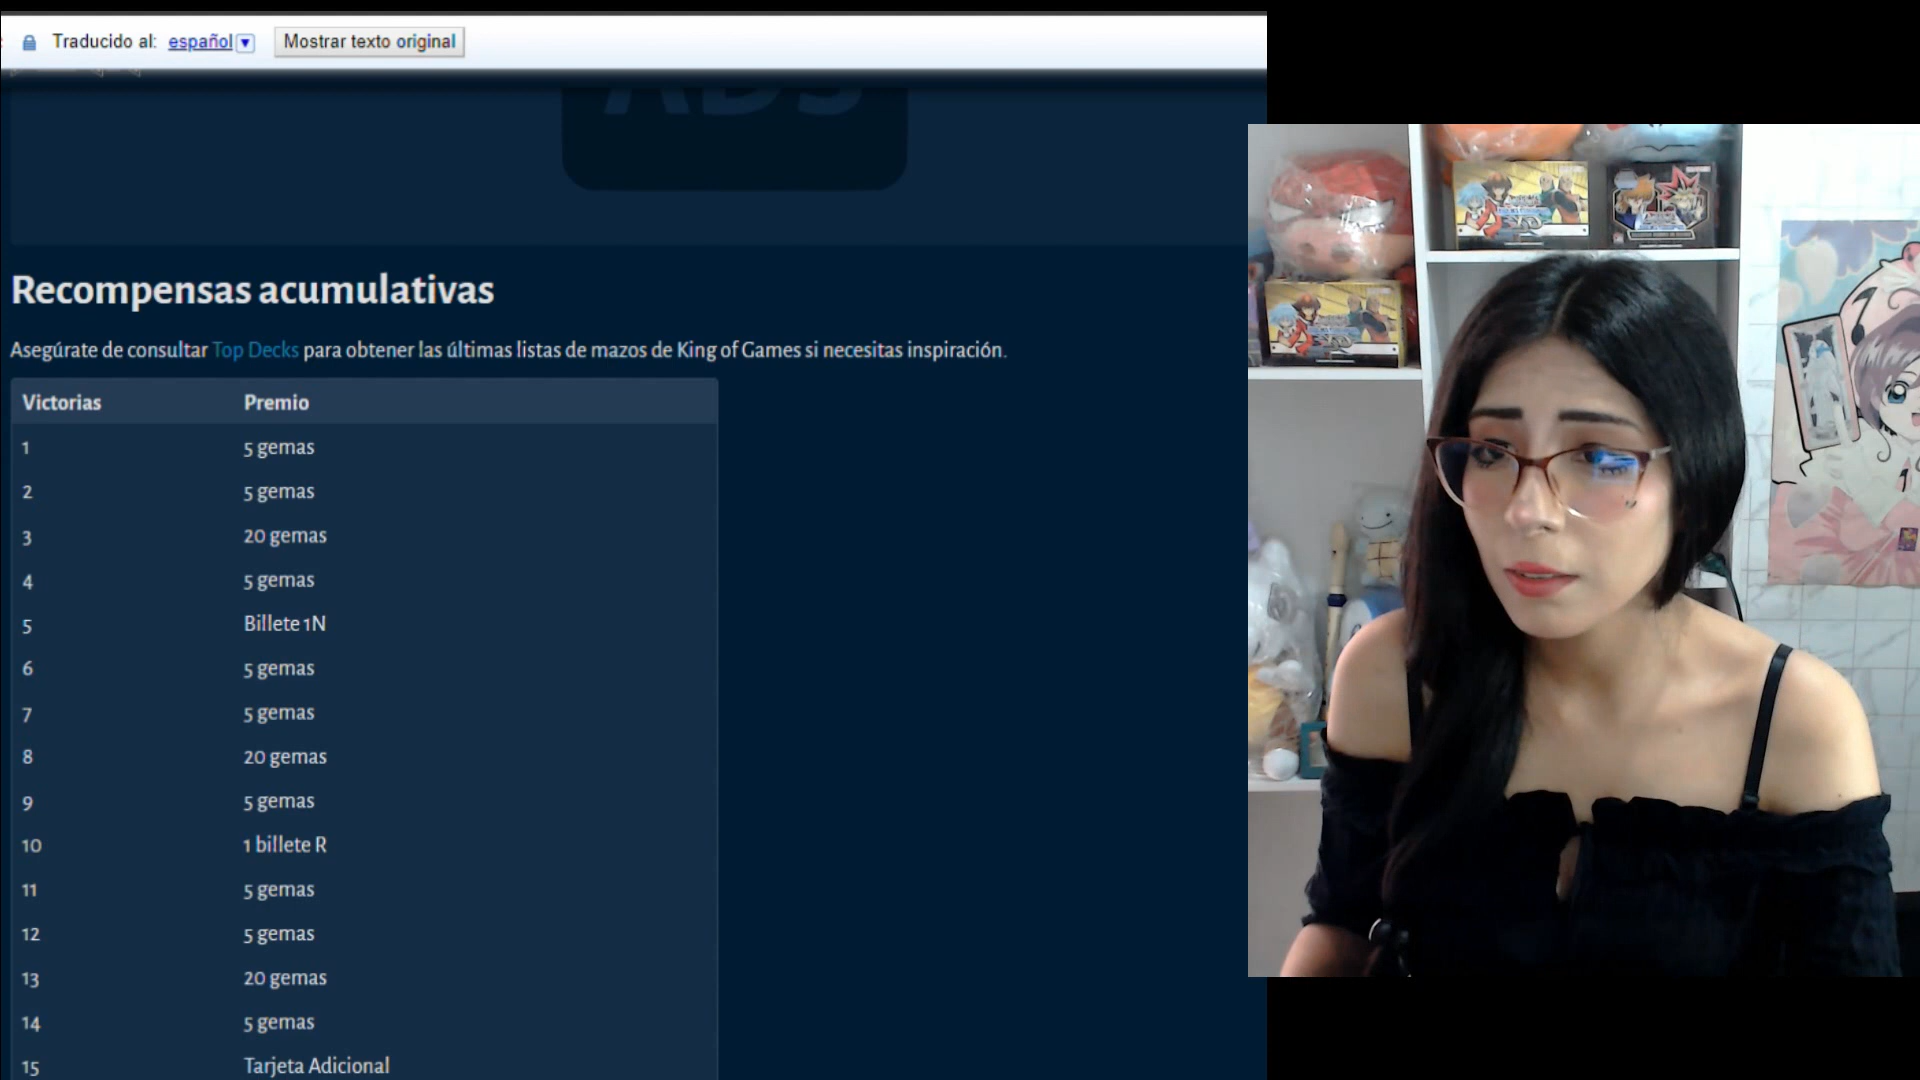 Traducido al: español Mostrar texto original
ADS
Recompensas acumulativas
Asegúrate de consultar Top Decks para obtener las últimas listas de mazos de King of Games si necesitas inspiración.
Victorias Premio
1 5 gemas
2 5 gemas
3 20 gemas
4 5 gemas
5 Billete 1N
6 5 gemas
7 5 gemas
8 20 gemas
9 5 gemas
10 1 billete R
11 5 gemas
12 5 gemas
13 20 gemas
14 5 gemas
15 Tarjeta Adicional